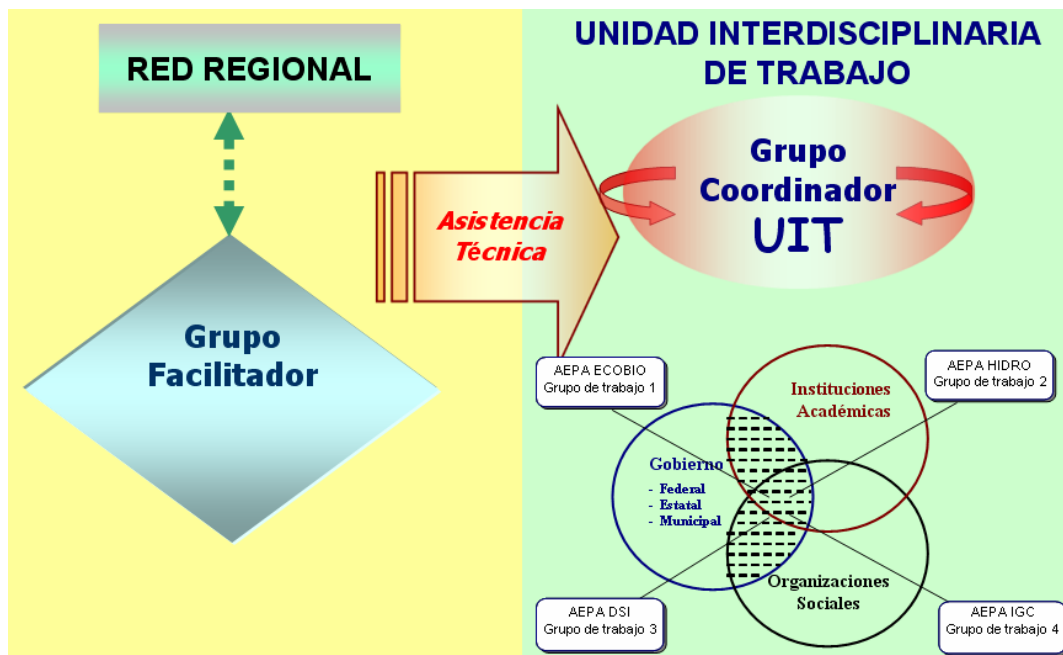 RED REGIONAL
Grupo
Facilitador
Asistencia
Técnica
UNIDAD INTERDISCIPLINARIA
DE TRABAJO
Grupo
Coordinador
UIT
AEPA ECOBIO
Grupo de trabajo 1
AEPA HIDRO
Grupo de trabajo 2
Instituciones
Académicas
Gobierno
- Federal
- Estatal
- Municipal
Organizaciones
Sociales
AEPA DSI
Grupo de trabajo 3
AEPA IGC
Grupo de trabajo 4